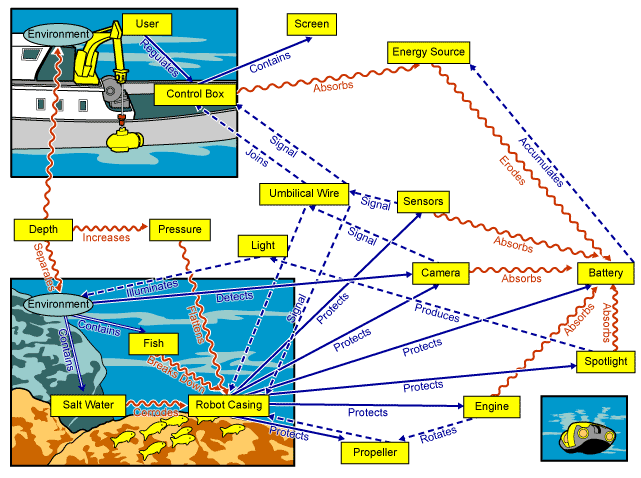 User
Screen
Environment
Energy Source
Regulates
Contains
Control Box
Absorbs
Joins
Signal
Erodes
Accumulates
Umbilical Wire
Sensors
Signal
Depth
Increases
Pressure
Signal
Absorbs
Light
Separates
Camera
Absorbs
Battery
Illuminates
Detects
Environment
Signal
Protects
Produces
Flattens
Contains
Contains
Fish
Protects
Protects
Absorbs
Absorbs
Breaks Down
Spotlight
Protects
Salt Water
Corrodes
Robot Casing
Protects
Engine
Protects
Rotates
Propeller